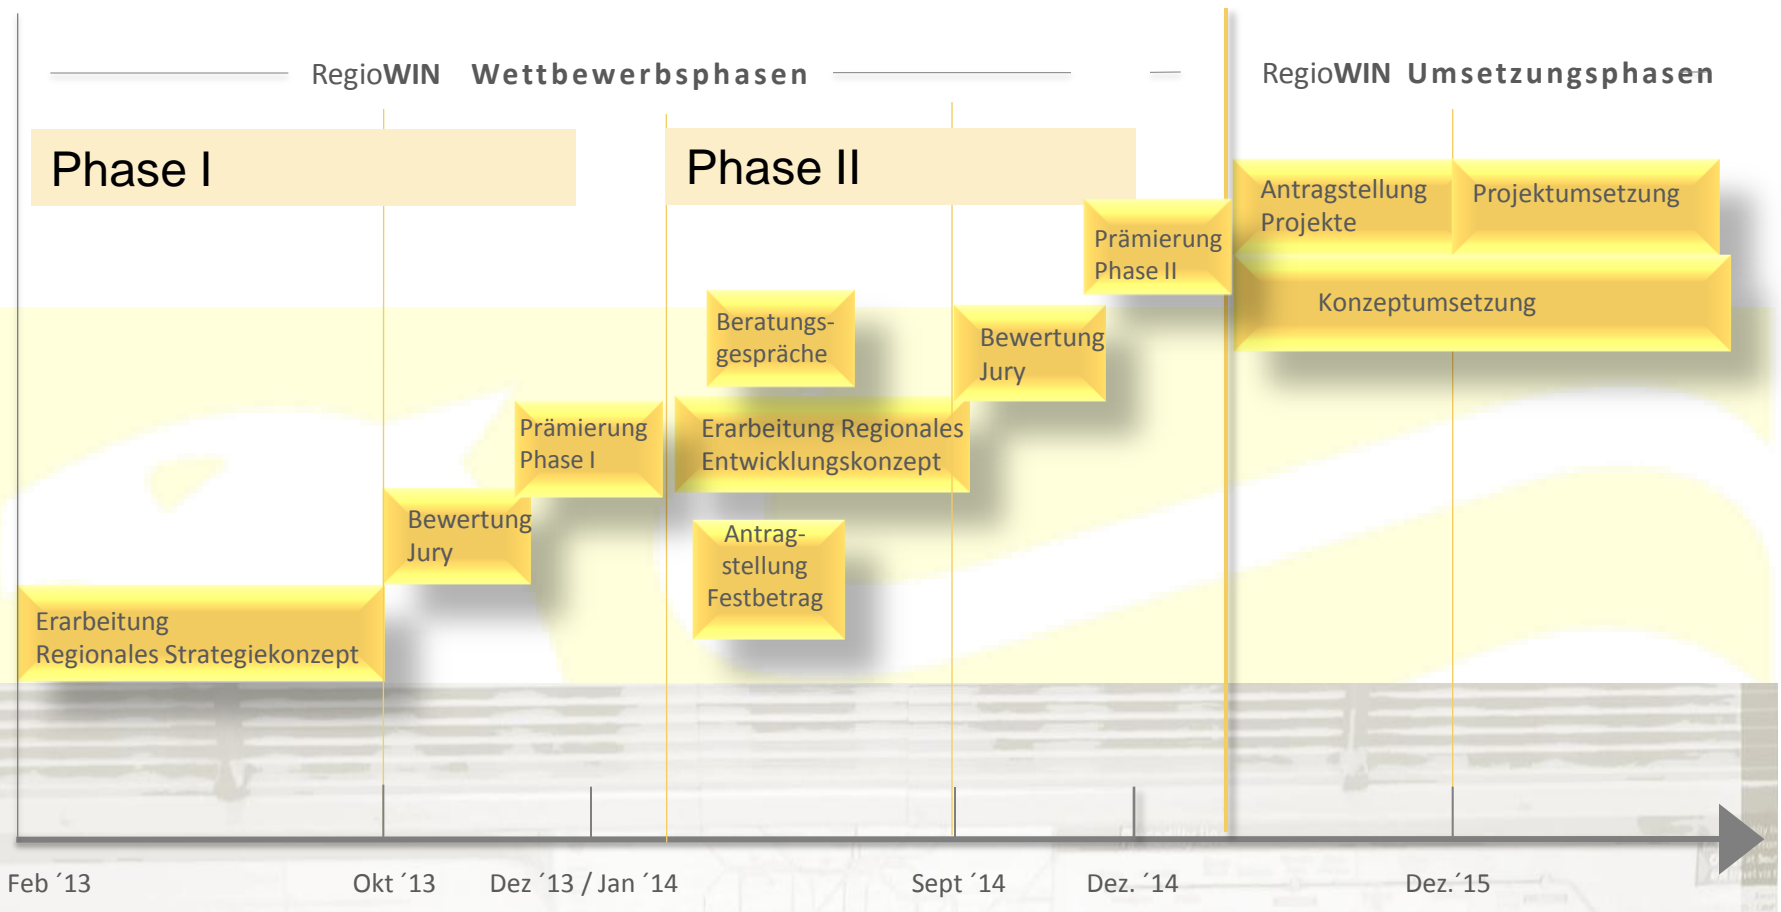 RegioWIN Wettbewerbsphasen
RegioWIN Umsetzungsphasen
Phase I
Phase II
Antragstellung
Projekte
Projektumsetzung
Prämierung
Phase II
Konzeptumsetzung
Beratungs-
gespräche
Bewertung
Jury
Prämierung
Phase I
Erarbeitung Regionales
Entwicklungskonzept
Bewertung
Jury
Antrag-
stellung
Festbetrag
Erarbeitung
Regionales Strategiekonzept
Feb ´13
Okt ´13
Dez ´13 / Jan ´14
Sept ´14
Dez. ´14
Dez.´15